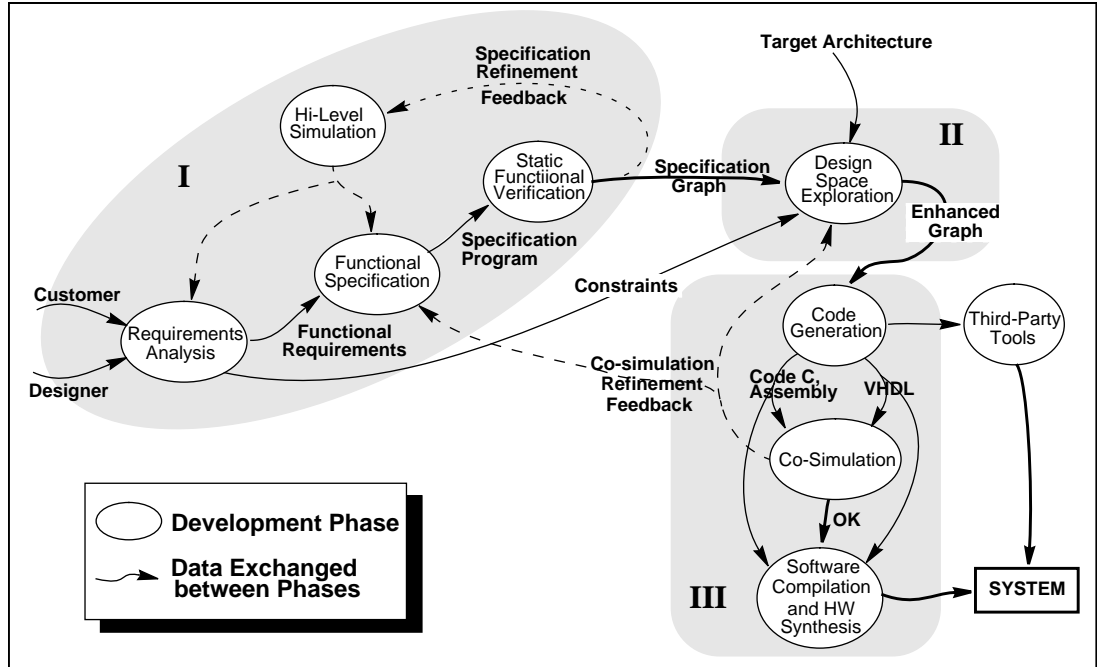 Specification
Refinement
Feedback
Target Architecture
Hi-Level
Simulation
I
II
Static
Functiional
Verification
Specification
Graph
Design
Space
Exploration
Enhanced
Graph
Specification
Program
Functional
Specification
Constraints
Customer
Requirements
Analysis
Designer
Functional
Requirements
Code
Generation
Third-Party
Tools
Co-simulation
Refinement
Feedback
Code C,
Assembly
VHDL
Co-Simulation
OK
Software
Compilation
and HW
Synthesis
III
SYSTEM
Development Phase
Data Exchanged
between Phases